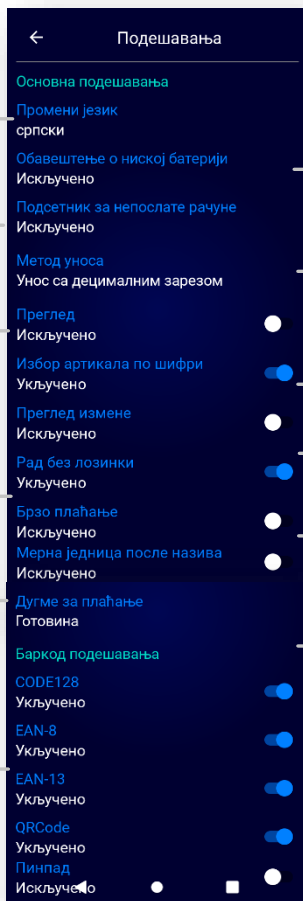 Подешавања
Основна подешавања
Промени језик
српски
Обавештење о ниској батерији
Искључено
Подсетник за непослате рачуне
Искључено
Метод уноса
Унос са децималним зарезом
Преглед
Искључено
Избор артикала по шифри
Укључено
Преглед измене
Искључено
Рад без лозинки
Укључено
Брзо плаћање
Искључено
Мерна јединица после назива
Искључено
Дугме за плаћање
Готовина
Баркод подешавања
CODE128
Укључено
EAN-8
Укључено
EAN-13
Укључено
QRCode
Укључено
Пинпад
Искључено